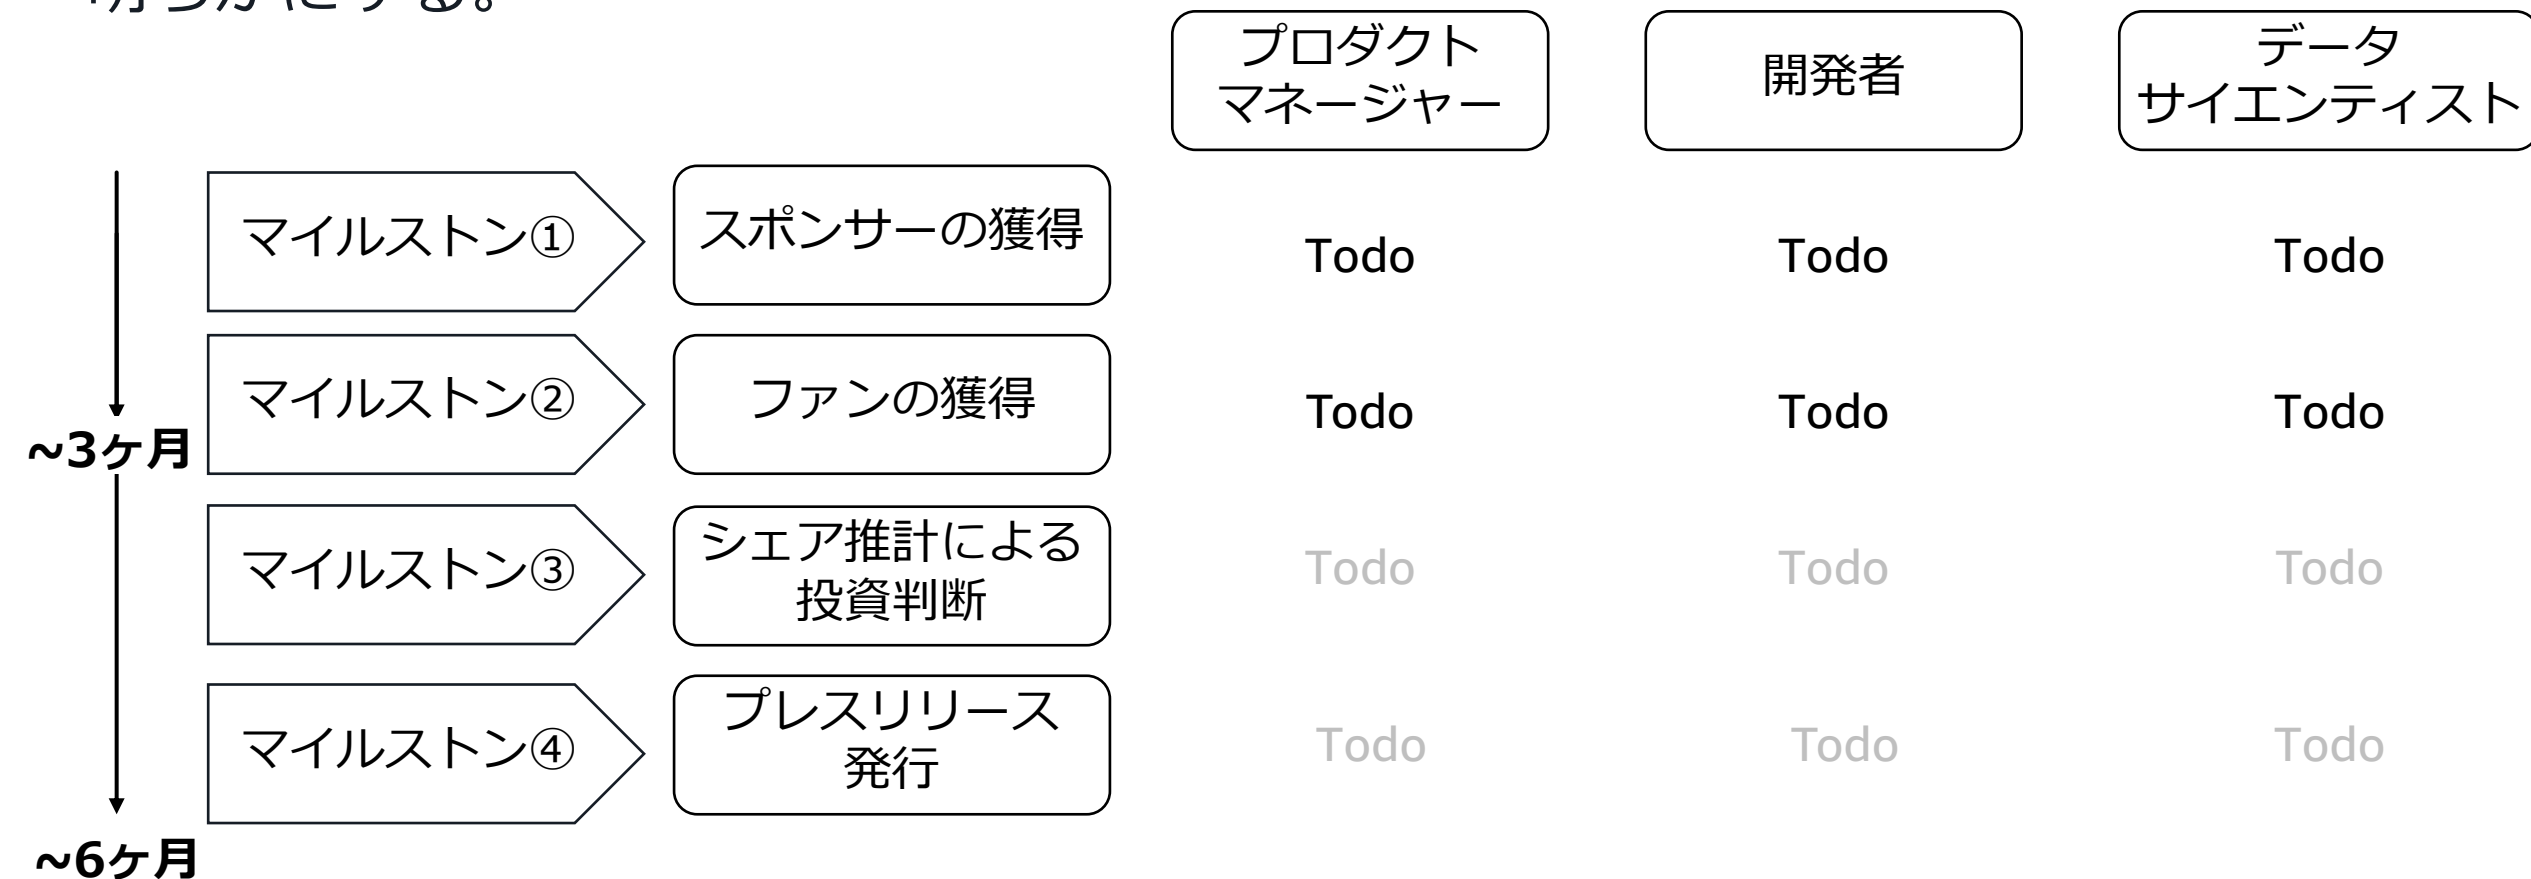 らかにする。
プロダクト
マネージャー
開発者
データ
サイエンティスト
マイルストン①
スポンサーの獲得
Todo
Todo
Todo
マイルストン②
ファンの獲得
Todo
Todo
Todo
~3ヶ月
マイルストン③
シェア推計による
投資判断
Todo
Todo
Todo
マイルストン④
プレスリリース
発行
Todo
Todo
Todo
~6ヶ月